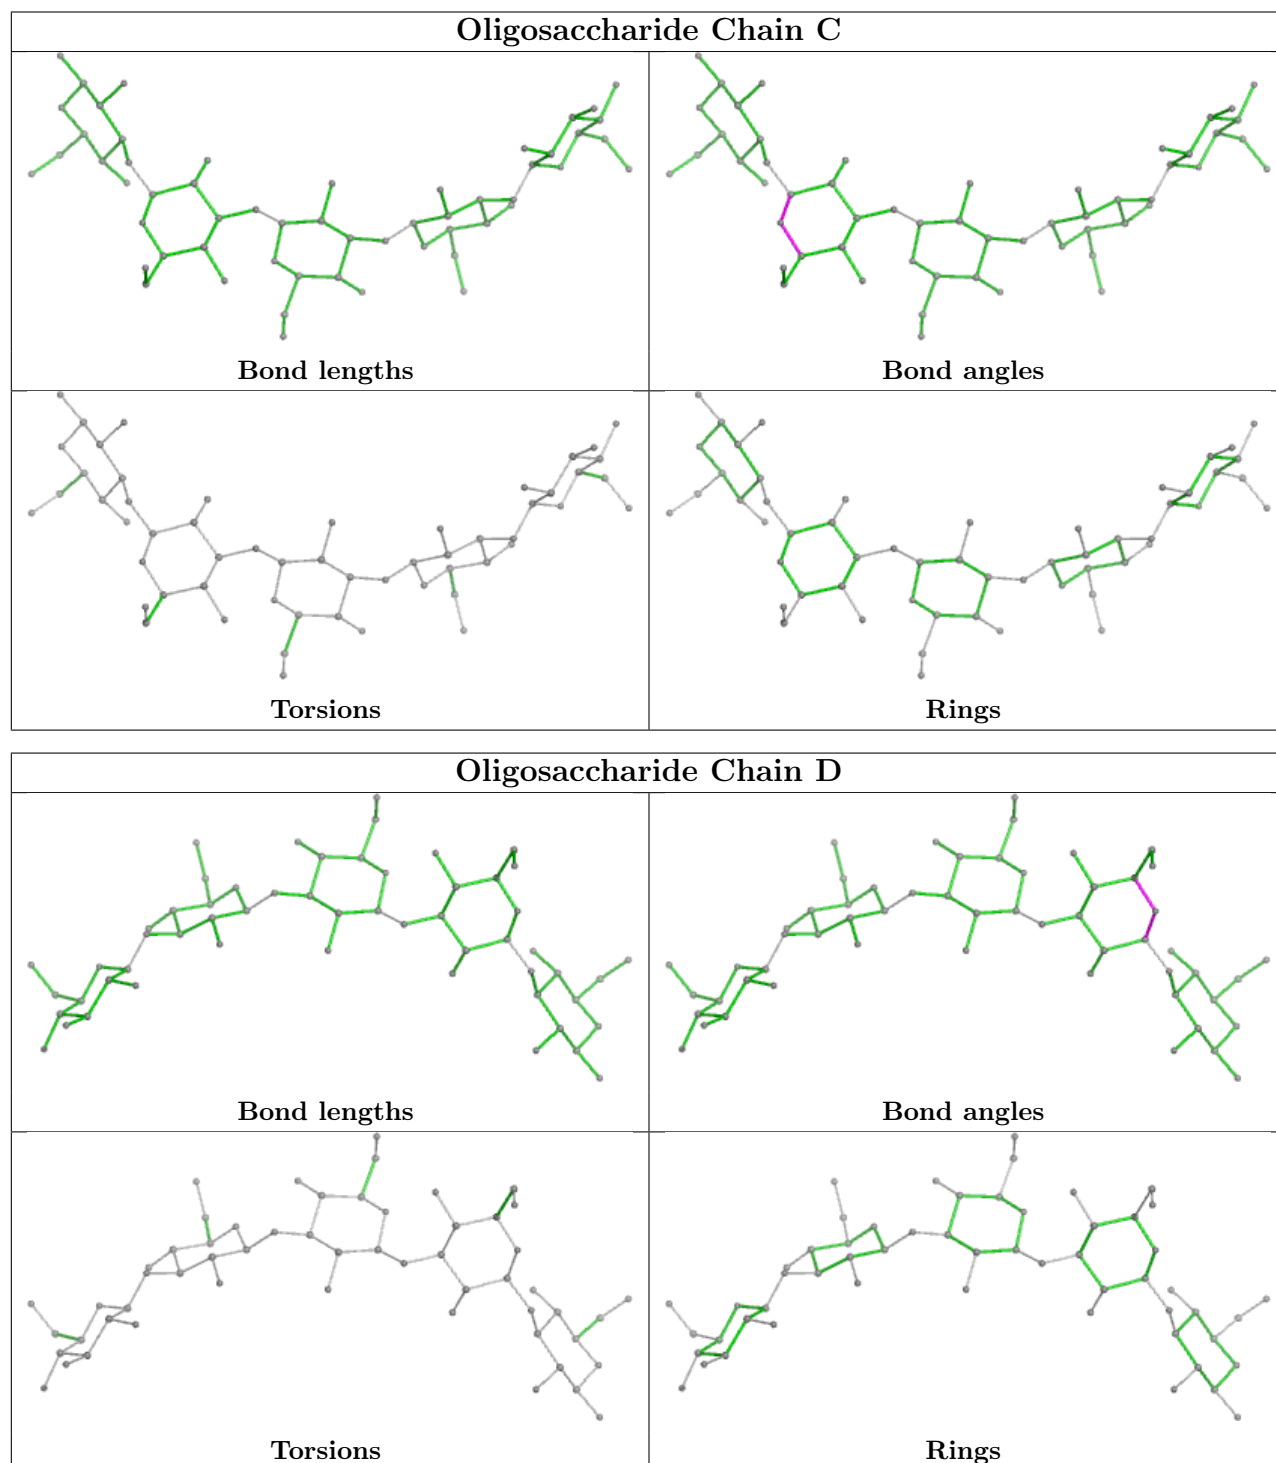 Oligosaccharide Chain C
Bond lengths
Bond angles
Torsions
Rings
Oligosaccharide Chain D
Bond lengths
Bond angles
Torsions
Rings